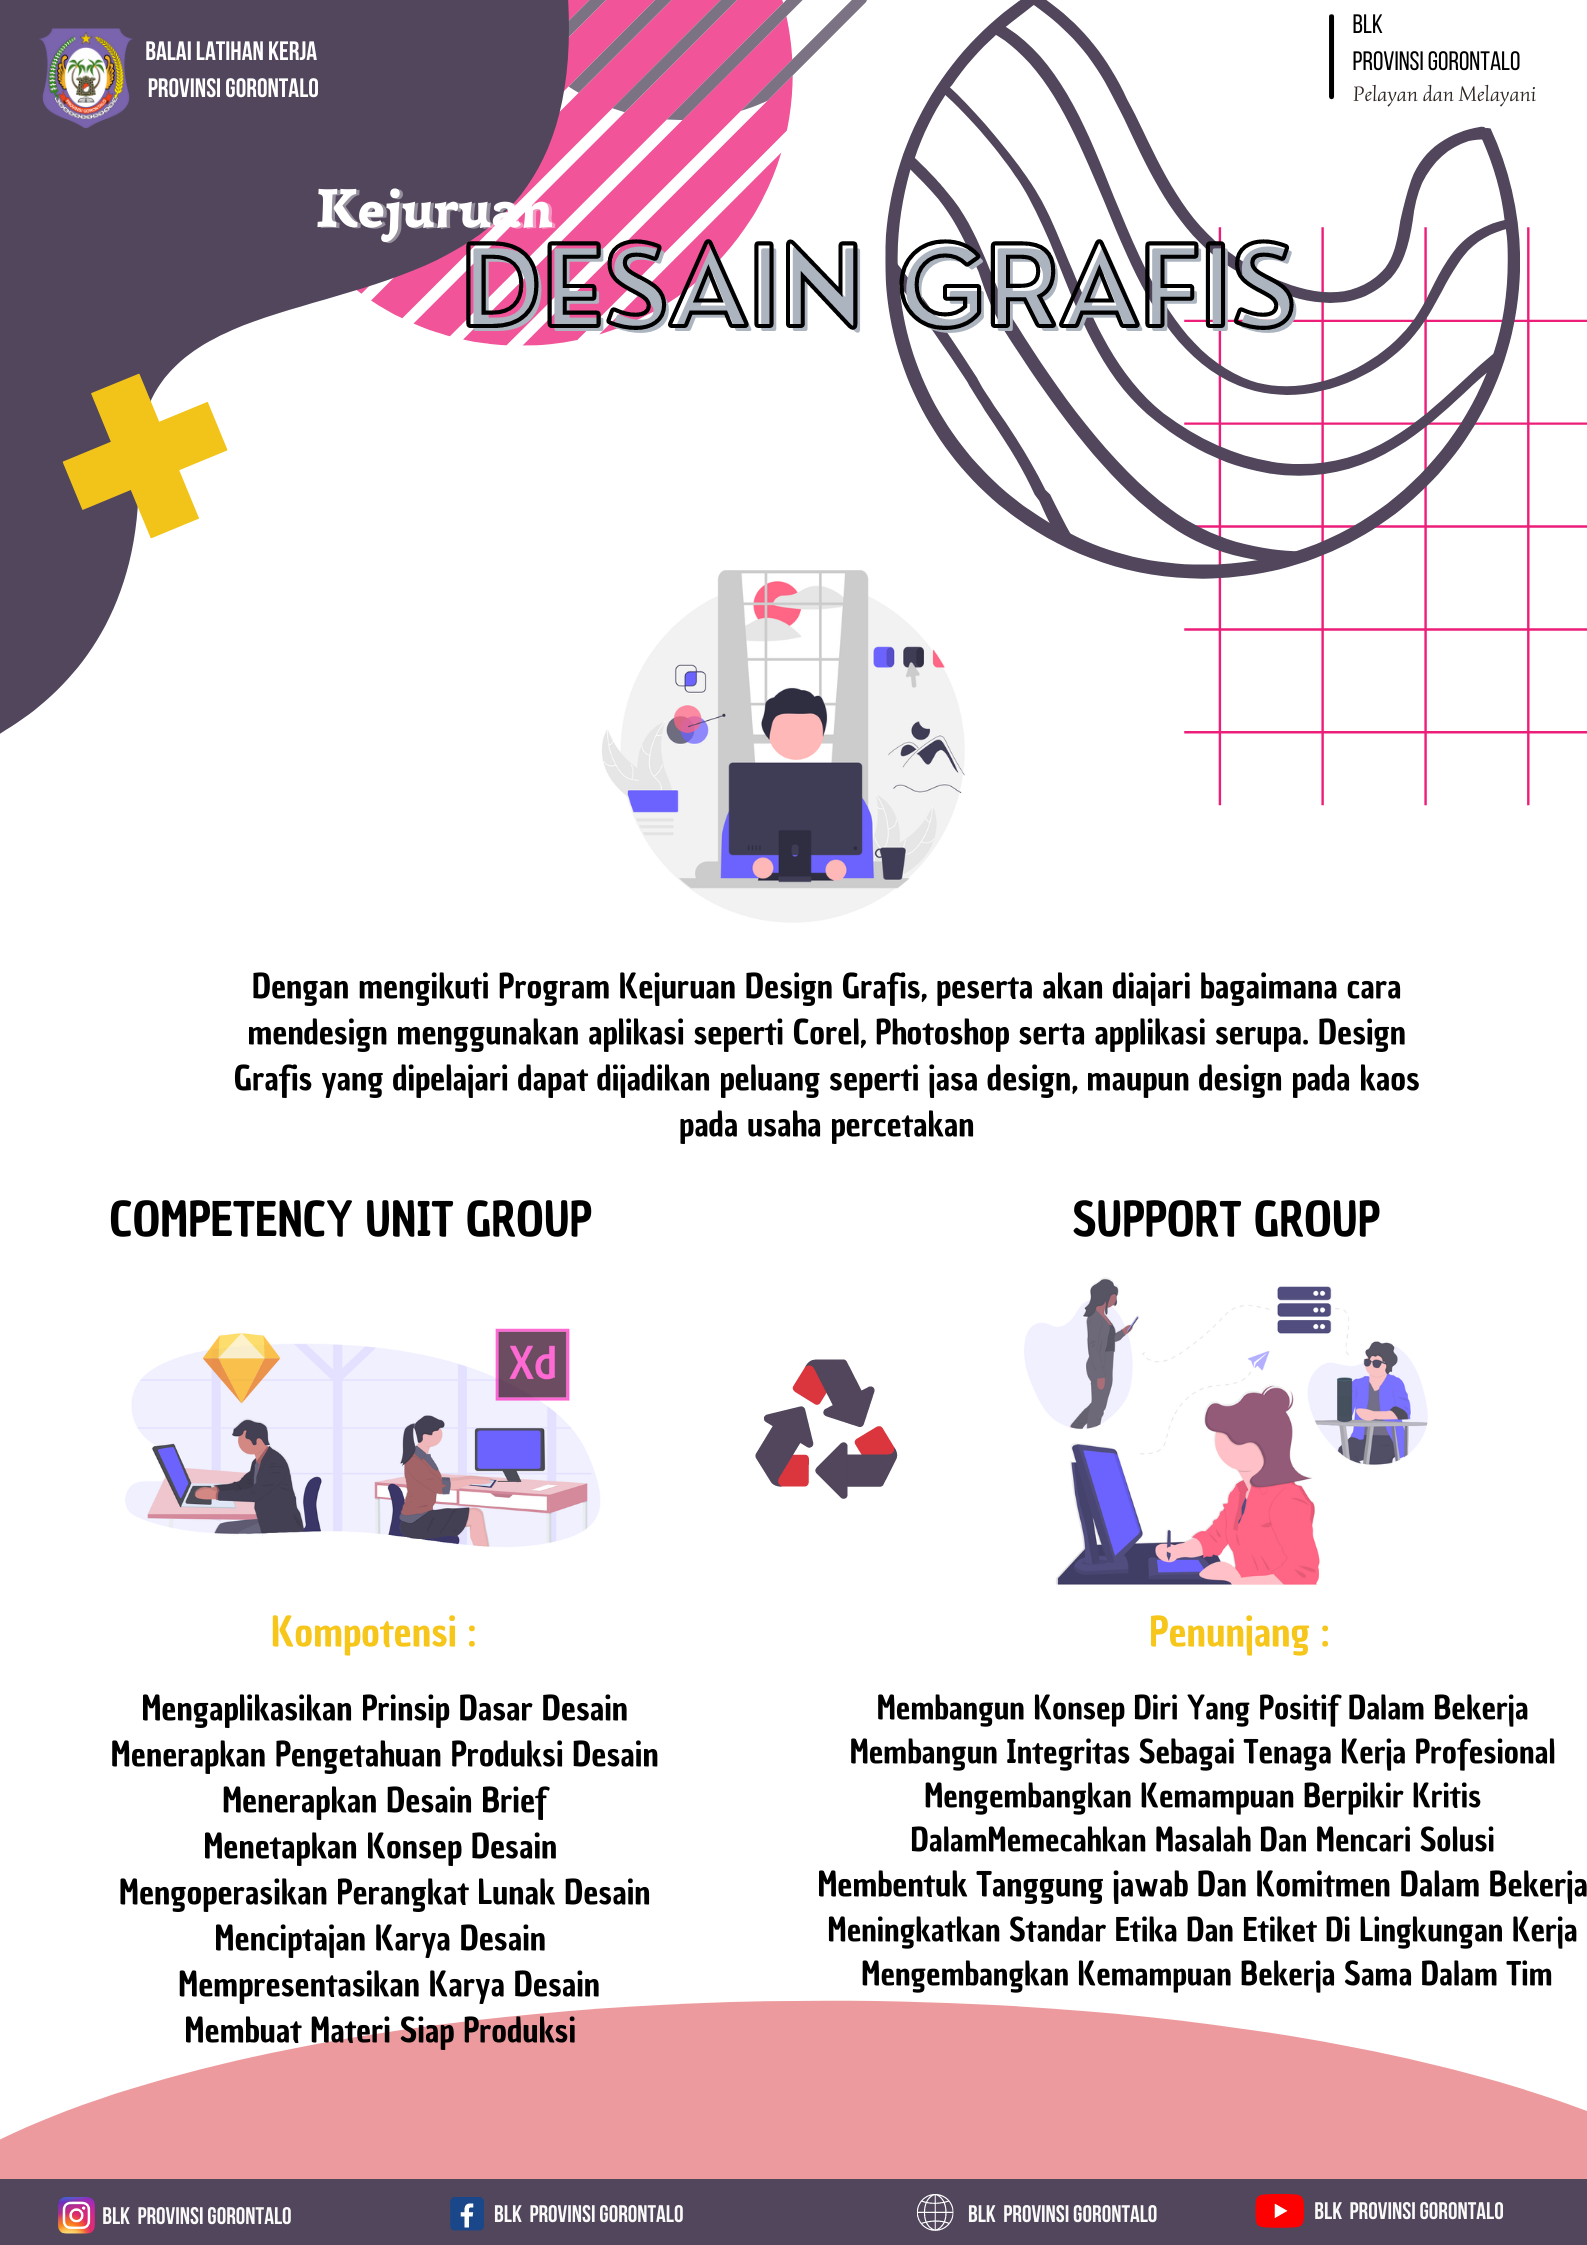 BALAI LATIHAN KERJA
PROVINSI GORONTALO
BLK
PROVINSI GORONTALO
Pelayan dan Melayani
Kejuruan
DESAIN GRAFIS
Dengan mengikuti Program Kejuruan Design Grafis, peserta akan diajari bagaimana cara
mendesign menggunakan aplikasi seperti Corel, Photoshop serta applikasi serupa. Design
Grafis yang dipelajari dapat dijadikan peluang seperti jasa design, maupun design pada kaos
pada usaha percetakan
COMPETENCY UNIT GROUP
Xd
Kompotensi :
Mengaplikasikan Prinsip Dasar Desain
Menerapkan Pengetahuan Produksi Desain
Menerapkan Desain Brief
Menetapkan Konsep Desain
Mengoperasikan Perangkat Lunak Desain
Menciptajan Karya Desain
Mempresentasikan Karya Desain
Membuat Materi Siap Produksi
SUPPORT GROUP
Penunjang :
Membangun Konsep Diri Yang Positif Dalam Bekerja
Membangun Integritas Sebagai Tenaga Kerja Profesional
Mengembangkan Kemampuan Berpikir Kritis
DalamMemecahkan Masalah Dan Mencari Solusi
Membentuk Tanggung jawab Dan Komitmen Dalam Bekerja
Meningkatkan Standar Etika Dan Etiket Di Lingkungan Kerja
Mengembangkan Kemampuan Bekerja Sama Dalam Tim
BLK PROVINSI GORONTALO
BLK PROVINSI GORONTALO
BLK PROVINSI GORONTALO
BLK PROVINSI GORONTALO